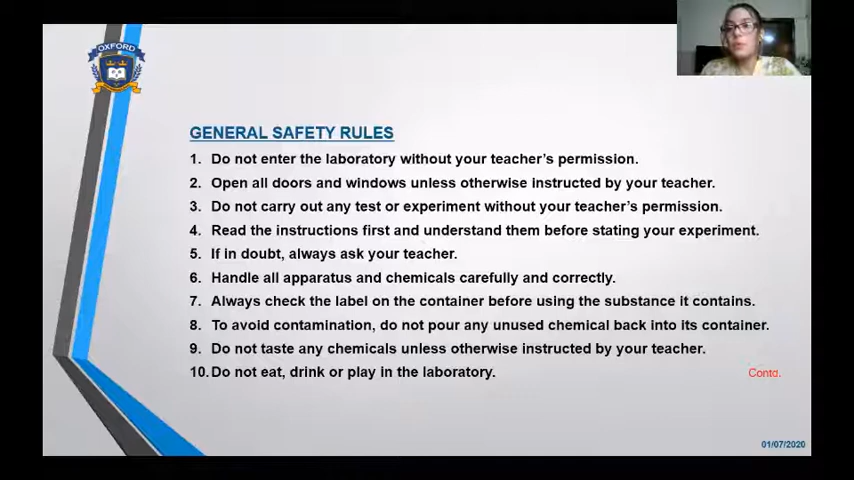 OXFORD
GENERAL SAFETY RULES
1. Do not enter the laboratory without your teacher's permission.
2. Open all doors and windows unless otherwise instructed by your teacher.
3. Do not carry out any test or experiment without your teacher's permission.
4. Read the instructions first and understand them before stating your experiment.
5. If in doubt, always ask your teacher.
6. Handle all apparatus and chemicals carefully and correctly.
7. Always check the label on the container before using the substance it contains.
8. To avoid contamination, do not pour any unused chemical back into its container.
9. Do not taste any chemicals unless otherwise instructed by your teacher.
10. Do not eat, drink or play in the laboratory.
Contd.
01/07/2020